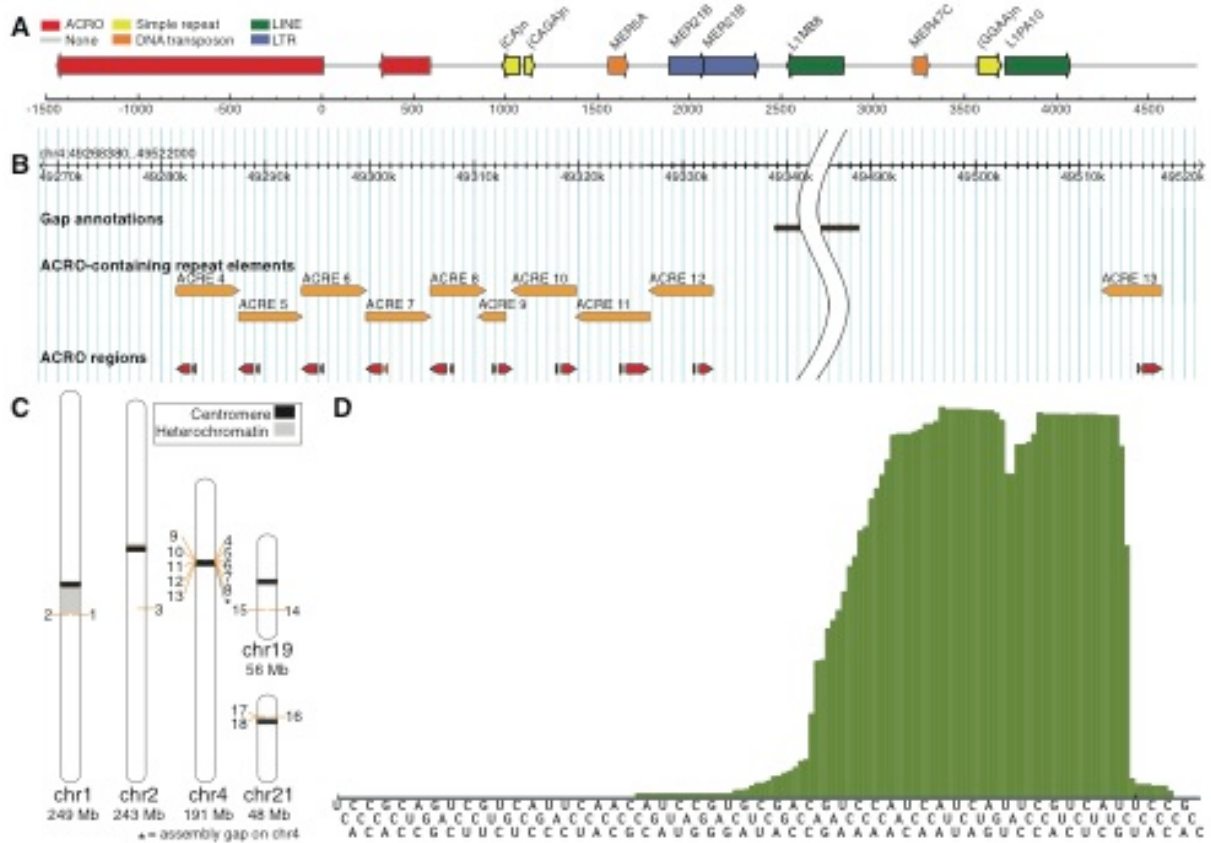 A
ACRO
Simple repeat
LINE
None
DNA transposon
LTR
(CA)n
(CAGA)n
MER5A
MER21B
MER21B
L1MB8
MER47C
(GGAA)n
L1PA10
-1500 -1000 -500 0 500 1000 1500 2000 2500 3000 3500 4000 4500
B
chr4:49268380..49522000
49270k 49280k 49290k 49300k 49310k 49320k 49330k 49340k 49490k 49500k 49510k 49520k
Gap annotations
ACRO-containing repeat elements
ACRE 4 ACRE 6 ACRE 8 ACRE 10 ACRE 12 ACRE 13
ACRE 5 ACRE 7 ACRE 9 ACRE 11
ACRO regions
C
Centromere
Heterochromatin
2 1
3
9
10
11
12
13
4
5
6
7
8
*
15 14
chr19
56 Mb
17
18
16
chr1 chr2 chr4 chr21
249 Mb 243 Mb 191 Mb 48 Mb
*= assembly gap on chr4
D
U C C G C A G U C G U C A U U C A A C A U C C G U G C G A C G U C C A U C A U C A U U C G U C A U U C C G